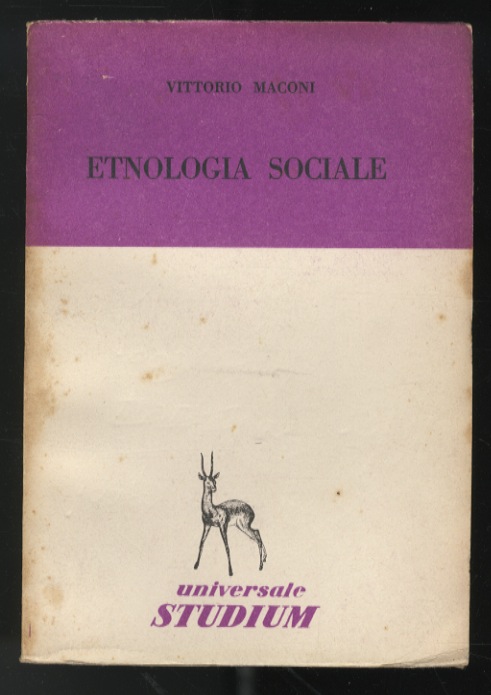 VITTORIO MACONI
ETNOLOGIA SOCIALE
universale
STUDIUM